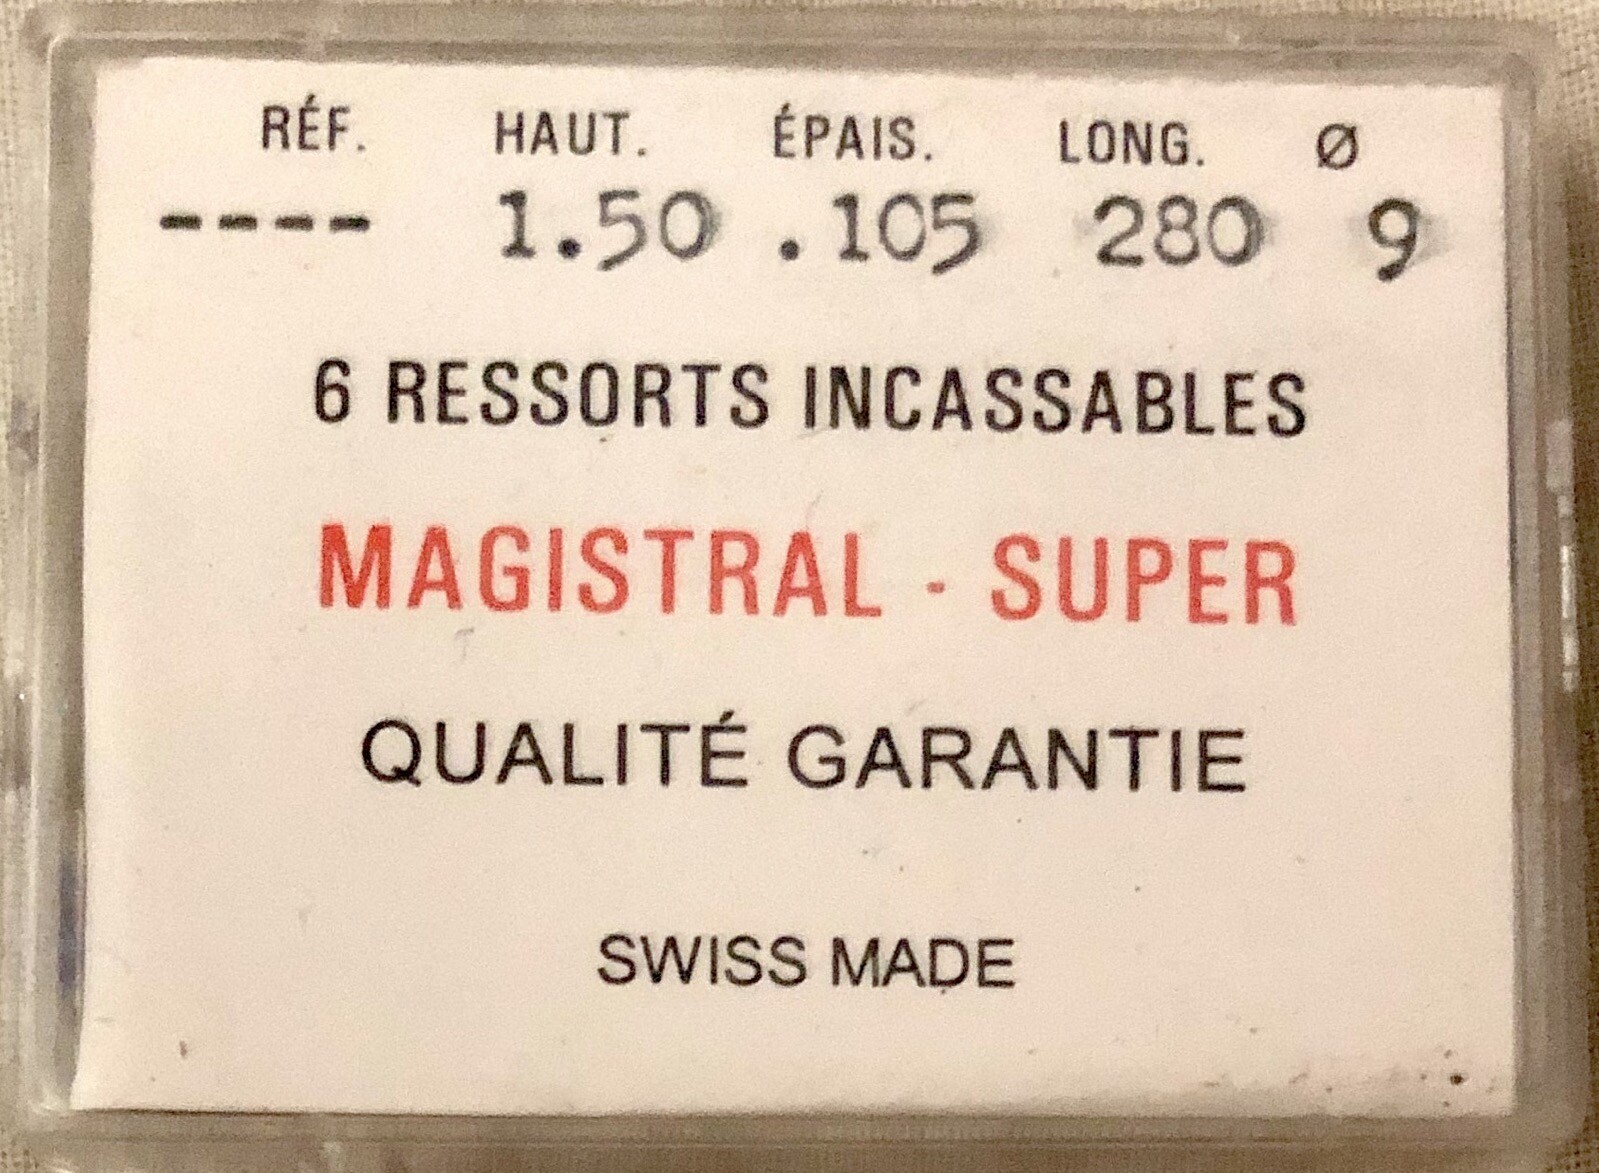 RÉF. HAUT. ÉPAIS. LONG. Ø
---- 1.50 .105 280 9
6 RESSORTS INCASSABLES
MAGISTRAL - SUPER
QUALITÉ GARANTIE
SWISS MADE